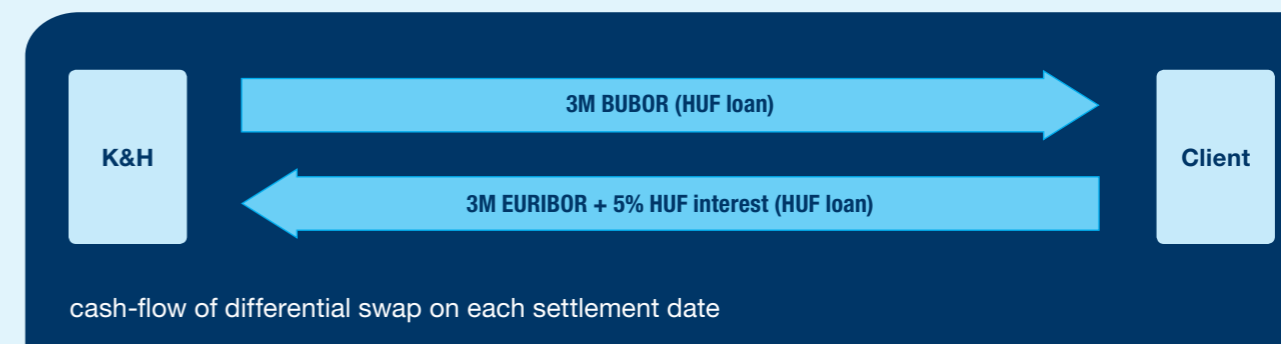 3M BUBOR (HUF loan)
K&H
Client
3M EURIBOR + 5% HUF interest (HUF loan)
cash-flow of differential swap on each settlement date